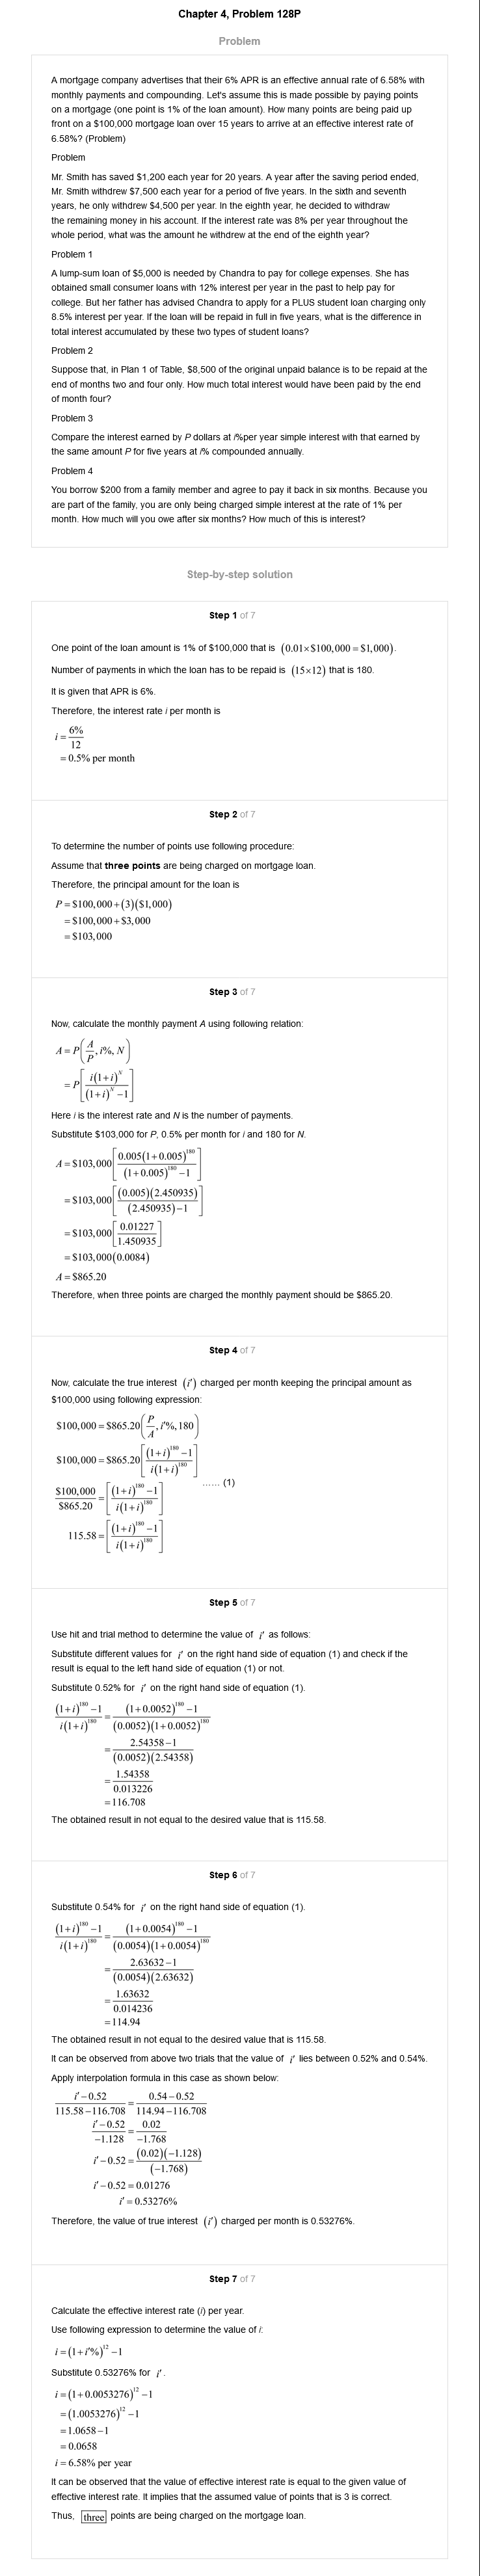 Chapter 4, Problem 128P
Problem
A mortgage company advertises that their 6% APR is an effective annual rate of 6.58% with
monthly payments and compounding. Let's assume this is made possible by paying points
on a mortgage (one point is 1% of the loan amount). How many points are being paid up
front on a $100,000 mortgage loan over 15 years to arrive at an effective interest rate of
6.58%? (Problem)
Problem
Mr. Smith has saved $1,200 each year for 20 years. A year after the saving period ended,
Mr. Smith withdrew $7,500 each year for a period of five years. In the sixth and seventh
years, he only withdrew $4,500 per year. In the eighth year, he decided to withdraw
the remaining money in his account. If the interest rate was 8% per year throughout the
whole period, what was the amount he withdrew at the end of the eighth year?
Problem 1
A lump-sum loan of $5,000 is needed by Chandra to pay for college expenses. She has
obtained small consumer loans with 12% interest per year in the past to help pay for
college. But her father has advised Chandra to apply for a PLUS student loan charging only
8.5% interest per year. If the loan will be repaid in full in five years, what is the difference in
total interest accumulated by these two types of student loans?
Problem 2
Suppose that, in Plan 1 of Table, $8,500 of the original unpaid balance is to be repaid at the
end of months two and four only. How much total interest would have been paid by the end
of month four?
Problem 3
Compare the interest earned by P dollars at i%per year simple interest with that earned by
the same amount P for five years at i% compounded annually.
Problem 4
You borrow $200 from a family member and agree to pay it back in six months. Because you
are part of the family, you are only being charged simple interest at the rate of 1% per
month. How much will you owe after six months? How much of this is interest?
Step-by-step solution
Step 1 of 7
One point of the loan amount is 1% of $100,000 that is (0.01×$100,000 = $1,000).
Number of payments in which the loan has to be repaid is (15×12) that is 180.
It is given that APR is 6%.
Therefore, the interest rate i per month is
i = 6%/12
= 0.5% per month
Step 2 of 7
To determine the number of points use following procedure:
Assume that three points are being charged on mortgage loan.
Therefore, the principal amount for the loan is
P = $100,000+(3)($1,000)
= $100,000+$3,000
= $103,000
Step 3 of 7
Now, calculate the monthly payment A using following relation:
A = P(A/P, i%, N)
= P[i(1+i)^N/((1+i)^N −1)]
Here i is the interest rate and N is the number of payments.
Substitute $103,000 for P, 0.5% per month for i and 180 for N.
A = $103,000[0.005(1+0.005)^180/((1+0.005)^180 −1)]
= $103,000[(0.005)(2.450935)/((2.450935)−1)]
= $103,000[0.01227/1.450935]
= $103,000(0.0084)
A = $865.20
Therefore, when three points are charged the monthly payment should be $865.20.
Step 4 of 7
Now, calculate the true interest (i′) charged per month keeping the principal amount as
$100,000 using following expression:
$100,000 = $865.20(P/A, i′%,180)
$100,000 = $865.20[((1+i)^180 −1)/(i(1+i)^180)]
$100,000/$865.20 = [((1+i)^180 −1)/(i(1+i)^180)] …… (1)
115.58 = [((1+i)^180 −1)/(i(1+i)^180)]
Step 5 of 7
Use hit and trial method to determine the value of i′ as follows:
Substitute different values for i′ on the right hand side of equation (1) and check if the
result is equal to the left hand side of equation (1) or not.
Substitute 0.52% for i′ on the right hand side of equation (1).
((1+i)^180 −1)/(i(1+i)^180) = ((1+0.0052)^180 −1)/((0.0052)(1+0.0052)^180)
= (2.54358−1)/((0.0052)(2.54358))
= 1.54358/0.013226
= 116.708
The obtained result in not equal to the desired value that is 115.58.
Step 6 of 7
Substitute 0.54% for i′ on the right hand side of equation (1).
((1+i)^180 −1)/(i(1+i)^180) = ((1+0.0054)^180 −1)/((0.0054)(1+0.0054)^180)
= (2.63632−1)/((0.0054)(2.63632))
= 1.63632/0.014236
= 114.94
The obtained result in not equal to the desired value that is 115.58.
It can be observed from above two trials that the value of i′ lies between 0.52% and 0.54%.
Apply interpolation formula in this case as shown below:
(i′−0.52)/(115.58−116.708) = (0.54−0.52)/(114.94−116.708)
(i′−0.52)/−1.128 = 0.02/−1.768
i′−0.52 = (0.02)(−1.128)/(−1.768)
i′−0.52 = 0.01276
i′ = 0.53276%
Therefore, the value of true interest (i′) charged per month is 0.53276%.
Step 7 of 7
Calculate the effective interest rate (i) per year.
Use following expression to determine the value of i:
i = (1+i′%)^12 −1
Substitute 0.53276% for i′.
i = (1+0.0053276)^12 −1
= (1.0053276)^12 −1
= 1.0658−1
= 0.0658
i = 6.58% per year
It can be observed that the value of effective interest rate is equal to the given value of
effective interest rate. It implies that the assumed value of points that is 3 is correct.
Thus, three points are being charged on the mortgage loan.